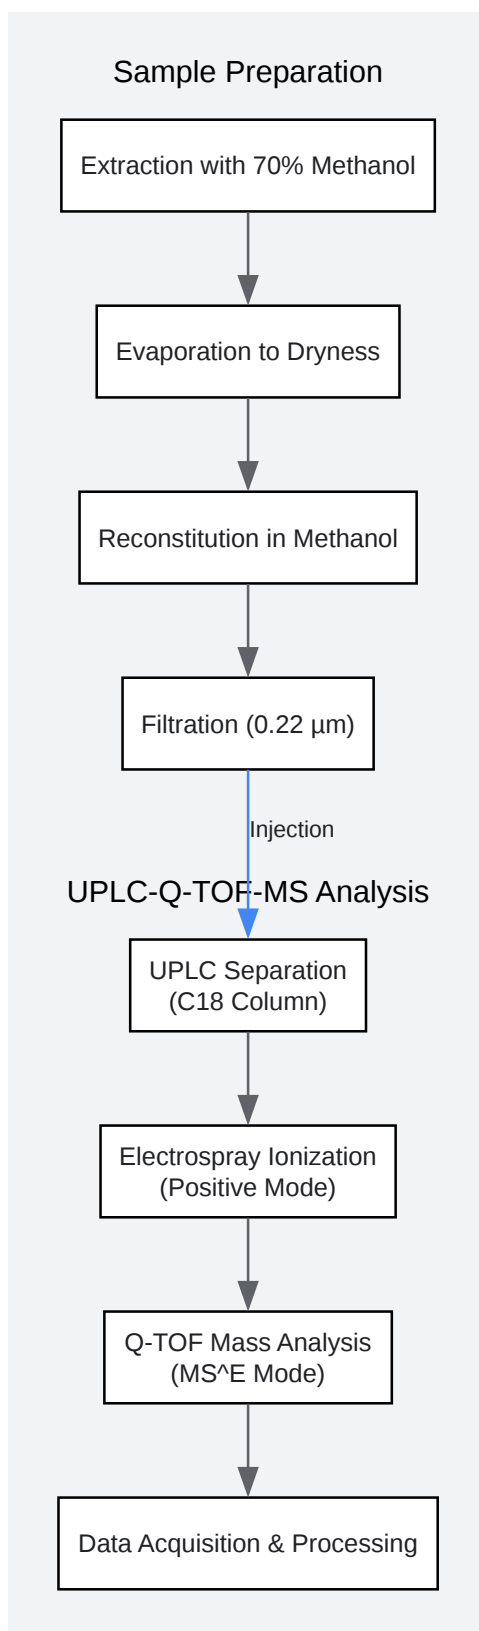 Sample Preparation
Extraction with 70% Methanol
Evaporation to Dryness
Reconstitution in Methanol
Filtration (0.22 µm)
Injection
UPLC-Q-TOF-MS Analysis
UPLC Separation
(C18 Column)
Electrospray Ionization
(Positive Mode)
Q-TOF Mass Analysis
(MS^E Mode)
Data Acquisition & Processing